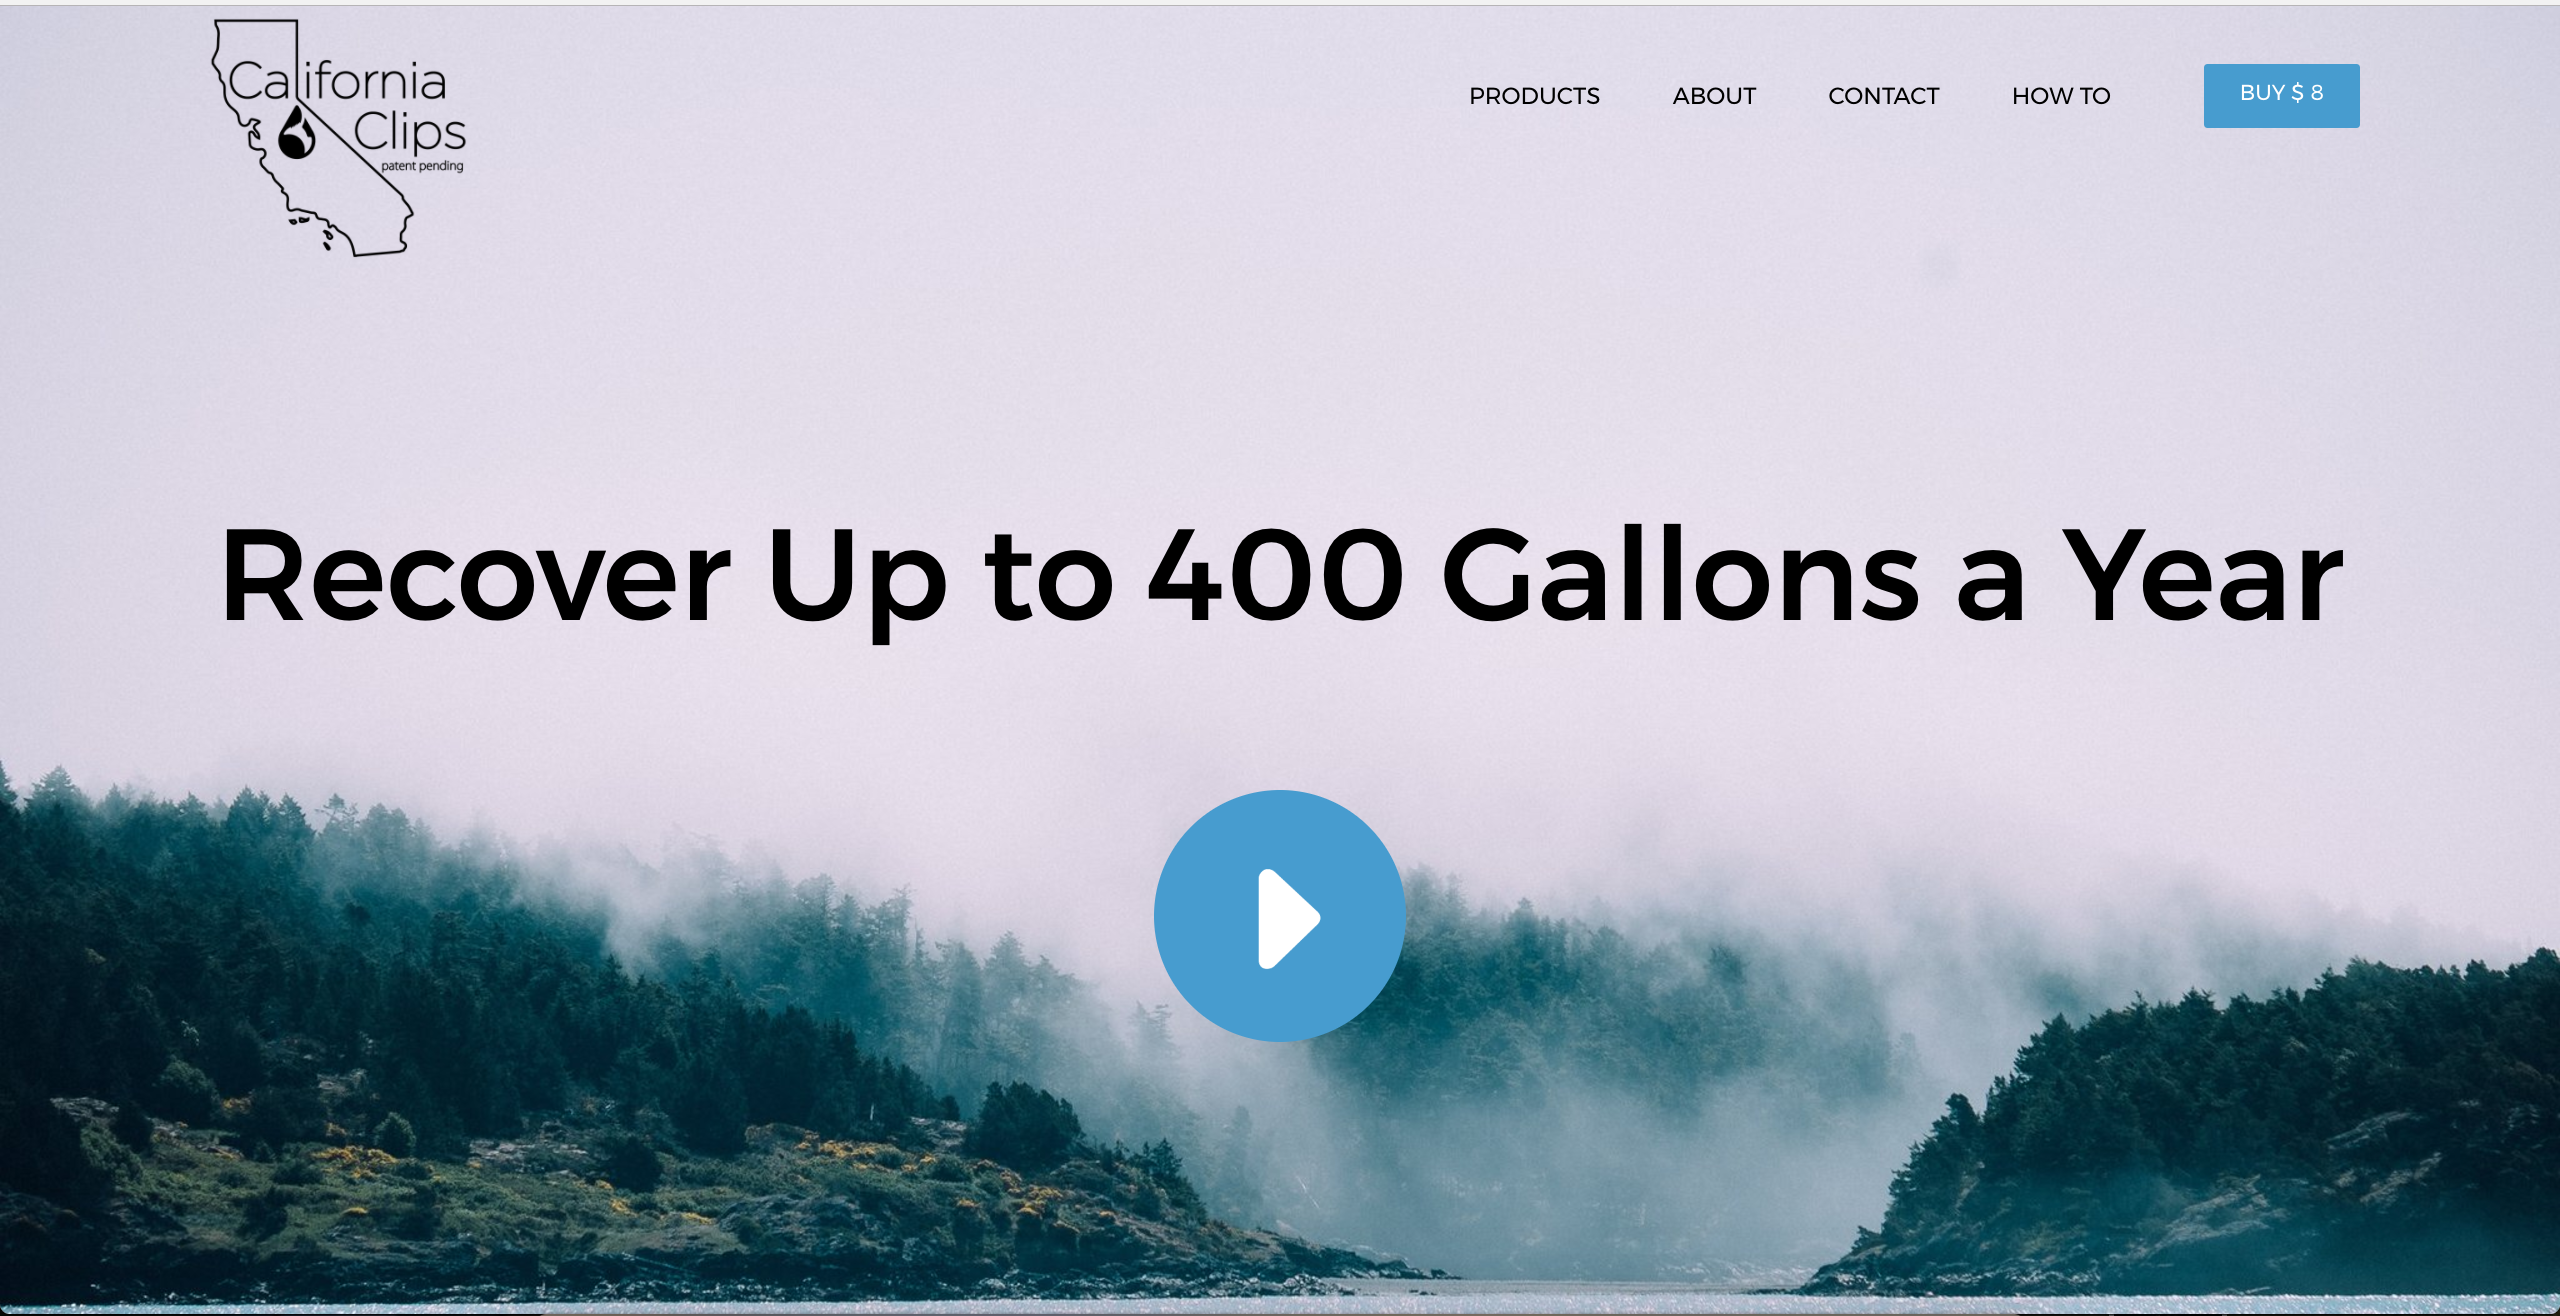 California
Clips
patent pending
PRODUCTS
ABOUT
CONTACT
HOW TO
BUY $ 8
Recover Up to 400 Gallons a Year